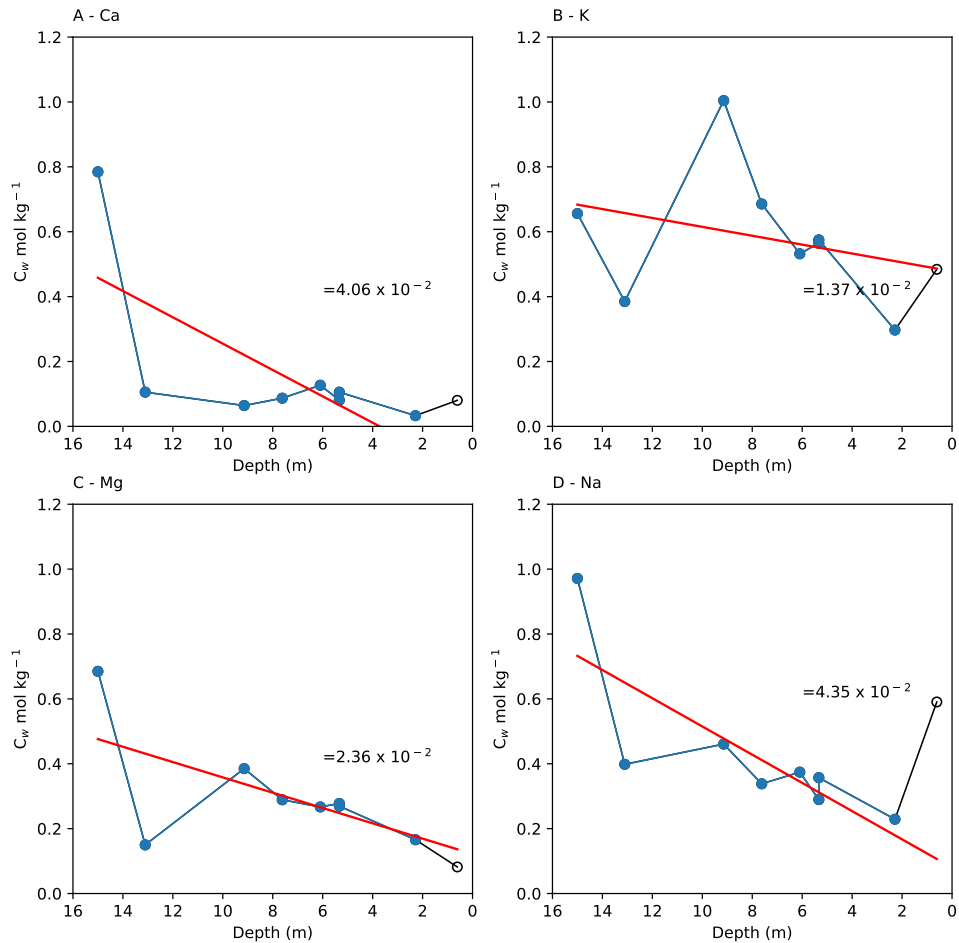 A - Ca
1.2
1.0
0.8
0.6
0.4
0.2
0.0
C_w mol kg⁻¹
=4.06 x 10⁻²
16 14 12 10 8 6 4 2 0
Depth (m)
B - K
1.2
1.0
0.8
0.6
0.4
0.2
0.0
C_w mol kg⁻¹
=1.37 x 10⁻²
16 14 12 10 8 6 4 2 0
Depth (m)
C - Mg
1.2
1.0
0.8
0.6
0.4
0.2
0.0
C_w mol kg⁻¹
=2.36 x 10⁻²
16 14 12 10 8 6 4 2 0
Depth (m)
D - Na
1.2
1.0
0.8
0.6
0.4
0.2
0.0
C_w mol kg⁻¹
=4.35 x 10⁻²
16 14 12 10 8 6 4 2 0
Depth (m)